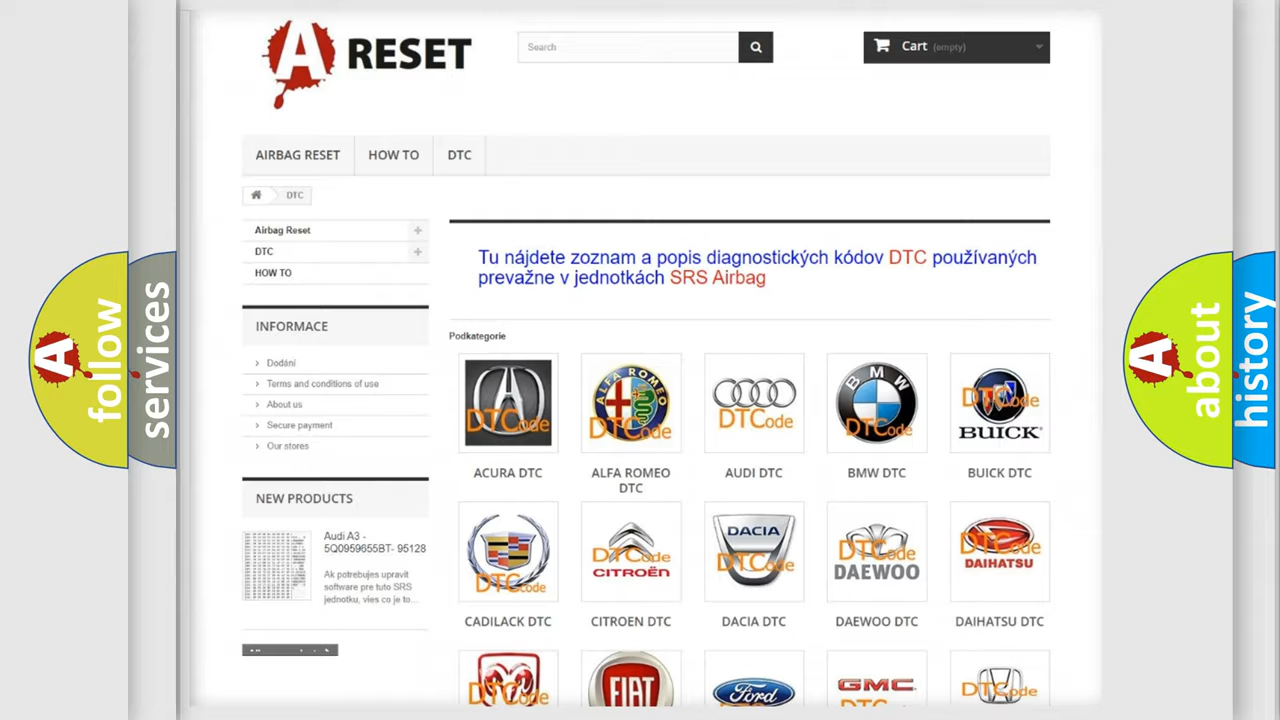 A RESET
Search
Cart (empty)
AIRBAG RESET
HOW TO
DTC
DTC
Airbag Reset
DTC
HOW TO
INFORMACE
Dodání
Terms and conditions of use
About us
Secure payment
Our stores
NEW PRODUCTS
Audi A3 -
5Q0959655BT- 95128
Ak potrebujes upravit
software pre tuto SRS
jednotku, vies co je to...
Tu nájdete zoznam a popis diagnostických kódov DTC používaných
prevažne v jednotkách SRS Airbag
Podkategorie
DTCode
ALFA ROMEO
DTCode
DTCode
BMW
DTCode
DTCode
BUICK
ACURA DTC
ALFA ROMEO
DTC
AUDI DTC
BMW DTC
BUICK DTC
DTCode
DTCode
CITROËN
DACIA
DTCode
DTCode
DAEWOO
DTCode
DAIHATSU
CADILACK DTC
CITROEN DTC
DACIA DTC
DAEWOO DTC
DAIHATSU DTC
DTCode
FIAT
Ford
GMC
DTCode
A follow
services
A about
history